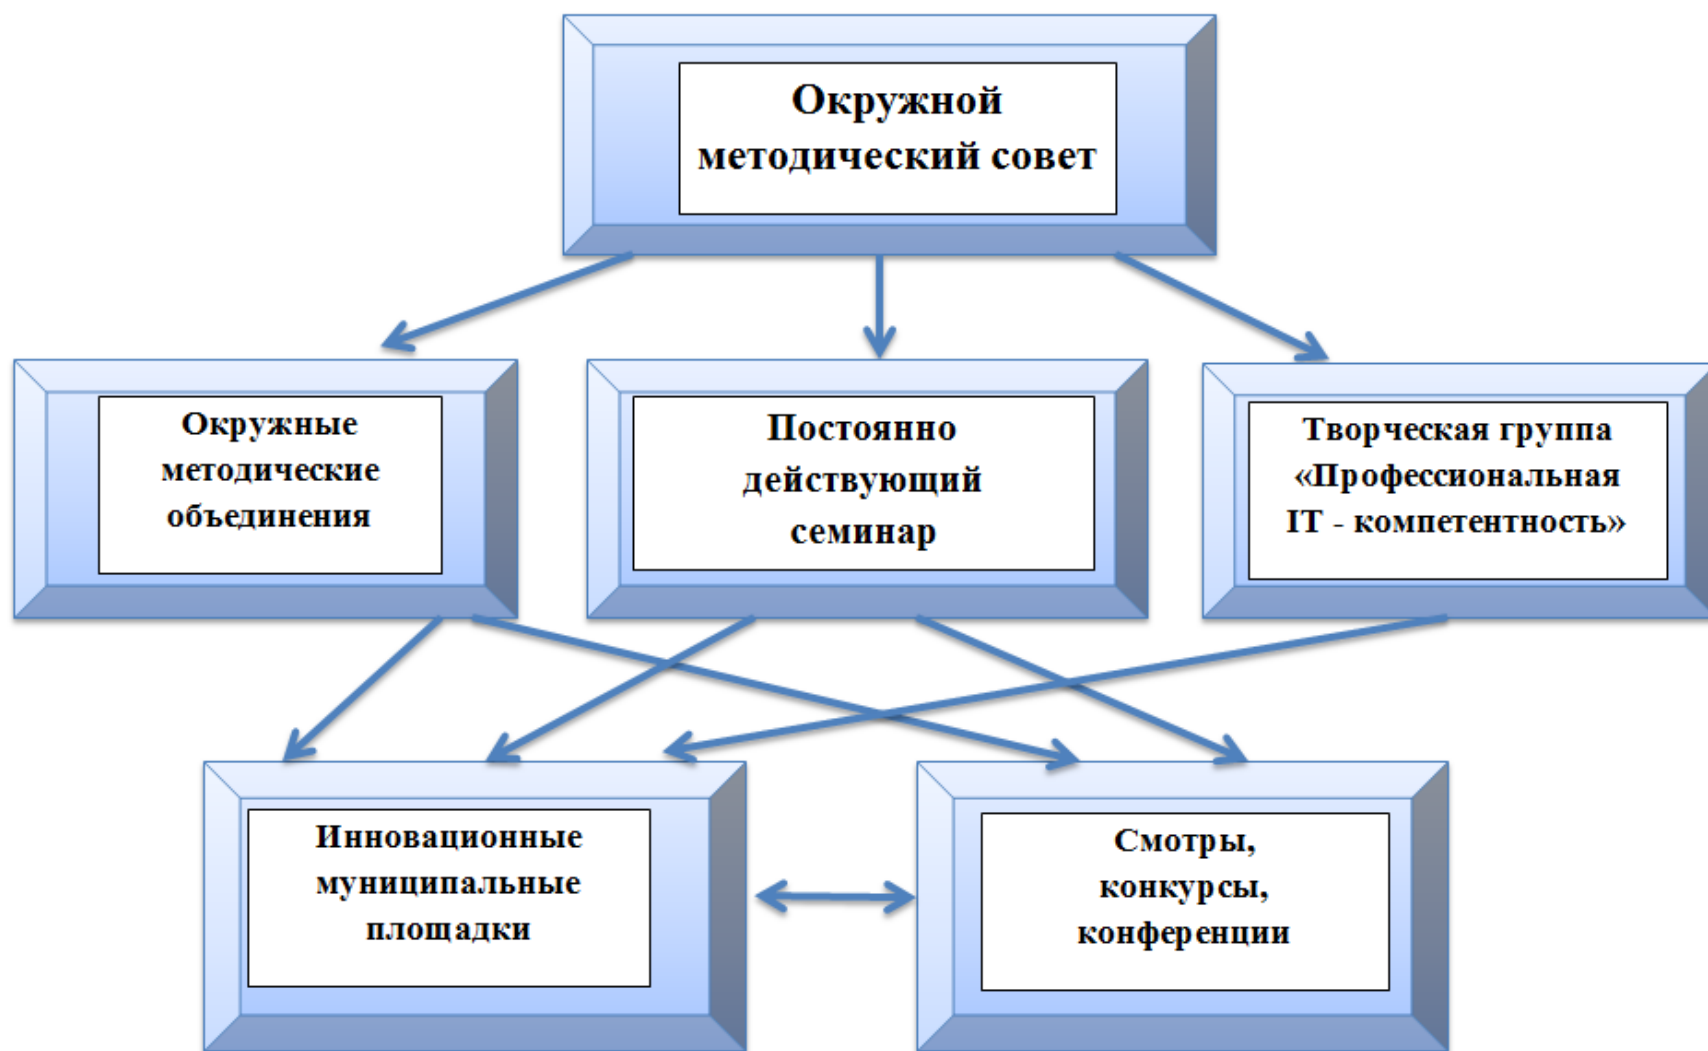 Окружной
методический совет
Окружные
методические
объединения
Постоянно
действующий
семинар
Творческая группа
«Профессиональная
IT - компетентность»
Инновационные
муниципальные
площадки
Смотры,
конкурсы,
конференции